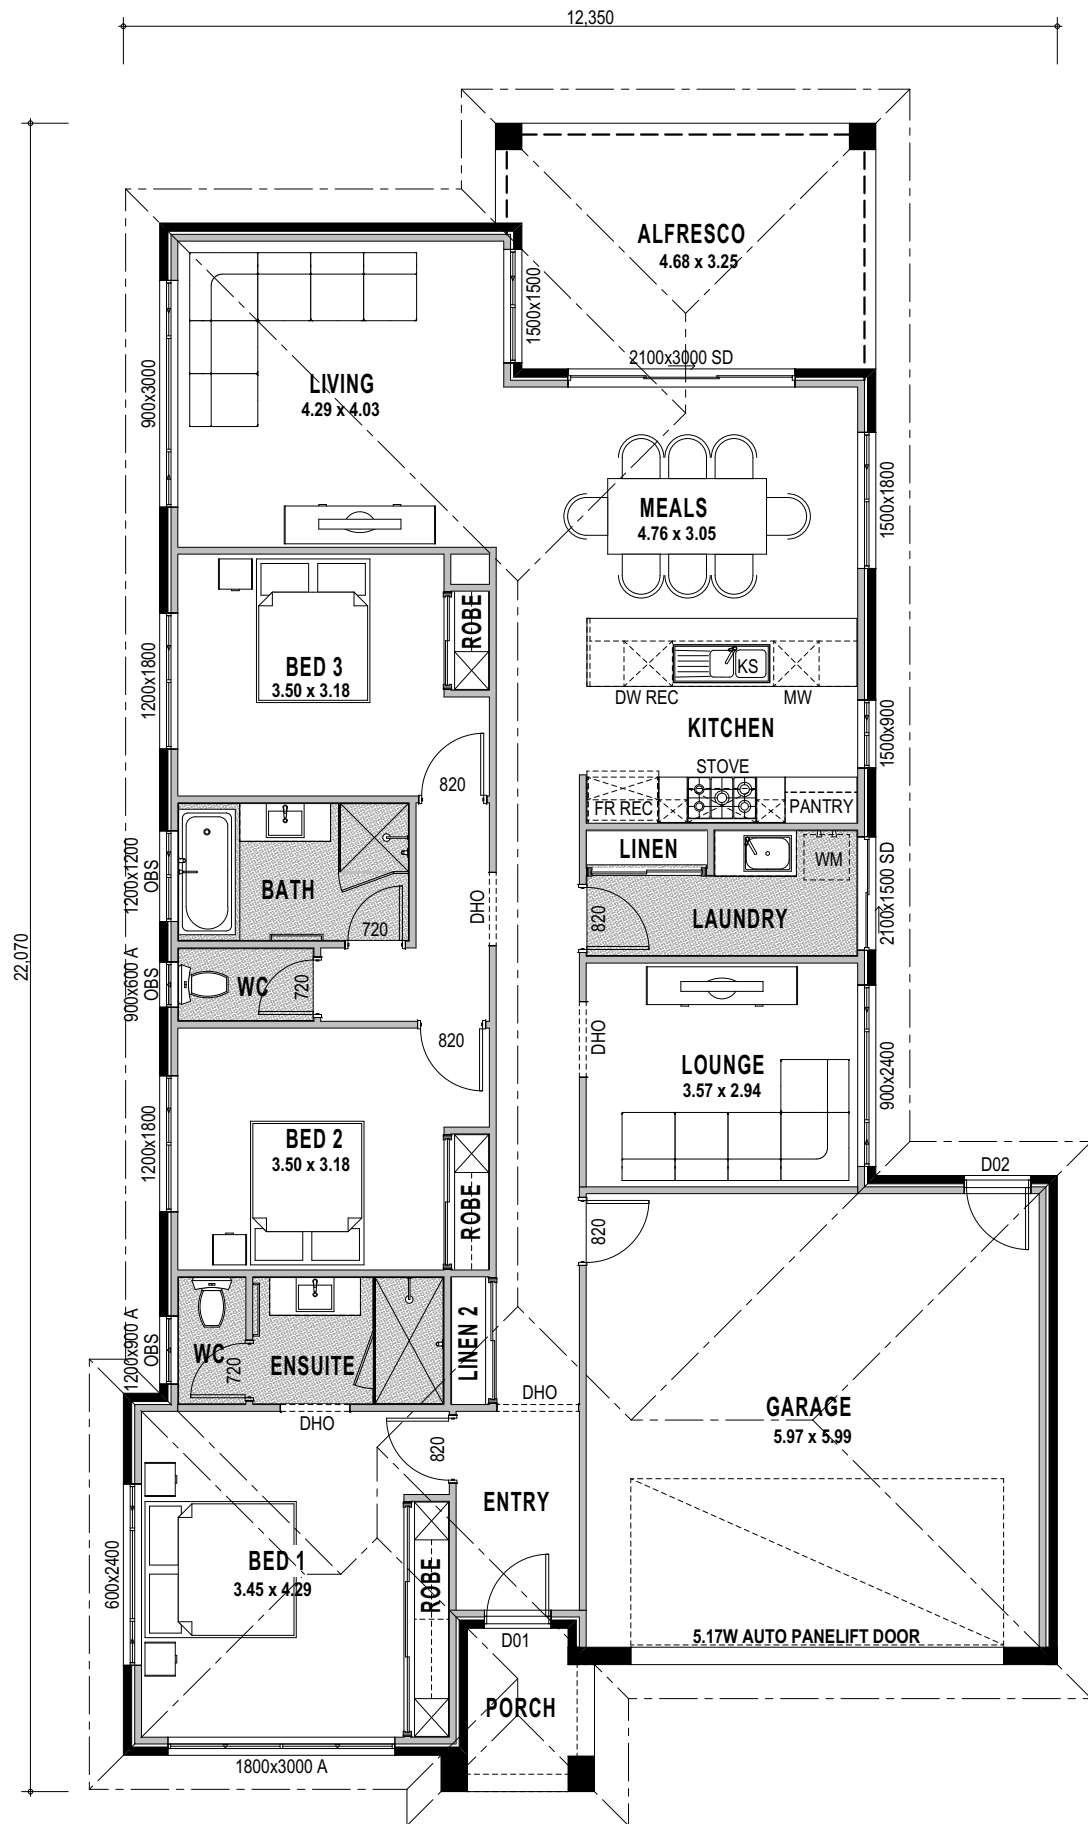 12,350
22,070
ALFRESCO
4.68 x 3.25
1500x1500
2100x3000 SD
900x3000
LIVING
4.29 x 4.03
MEALS
4.76 x 3.05
1500x1800
ROBE
BED 3
3.50 x 3.18
1200x1800
KS
DW REC
MW
KITCHEN
1500x900
STOVE
820
FR REC
PANTRY
LINEN
WM
1200x1200
OBS
BATH
DHO
720
820
LAUNDRY
2100x1500 SD
900x600 A
OBS
WC
720
820
DHO
LOUNGE
3.57 x 2.94
900x2400
1200x1800
BED 2
3.50 x 3.18
ROBE
D02
820
1200x900 A
OBS
WC
720
ENSUITE
LINEN 2
DHO
DHO
820
GARAGE
5.97 x 5.99
ENTRY
600x2400
BED 1
3.45 x 4.29
ROBE
D01
5.17W AUTO PANELIFT DOOR
PORCH
1800x3000 A